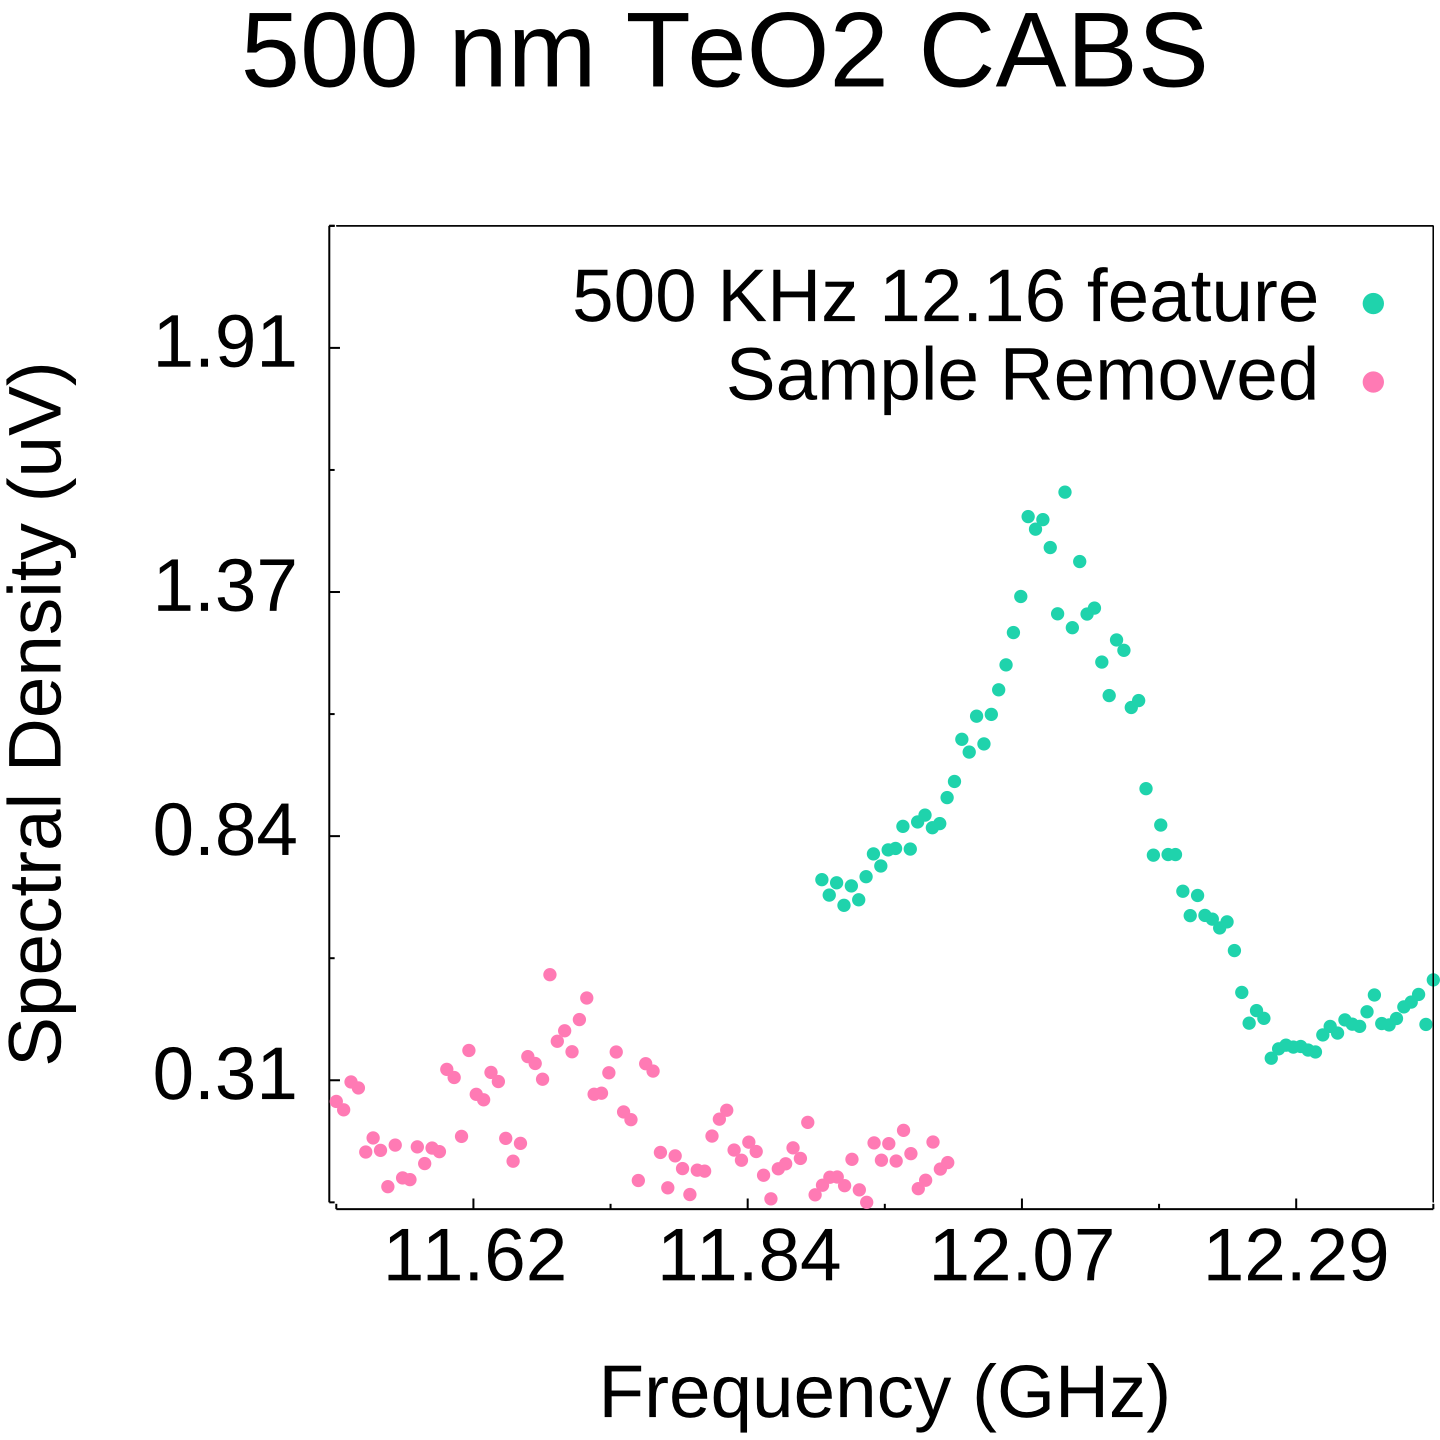 500 nm TeO2 CABS
500 KHz 12.16 feature
Sample Removed
Spectral Density (uV)
1.91
1.37
0.84
0.31
11.62
11.84
12.07
12.29
Frequency (GHz)